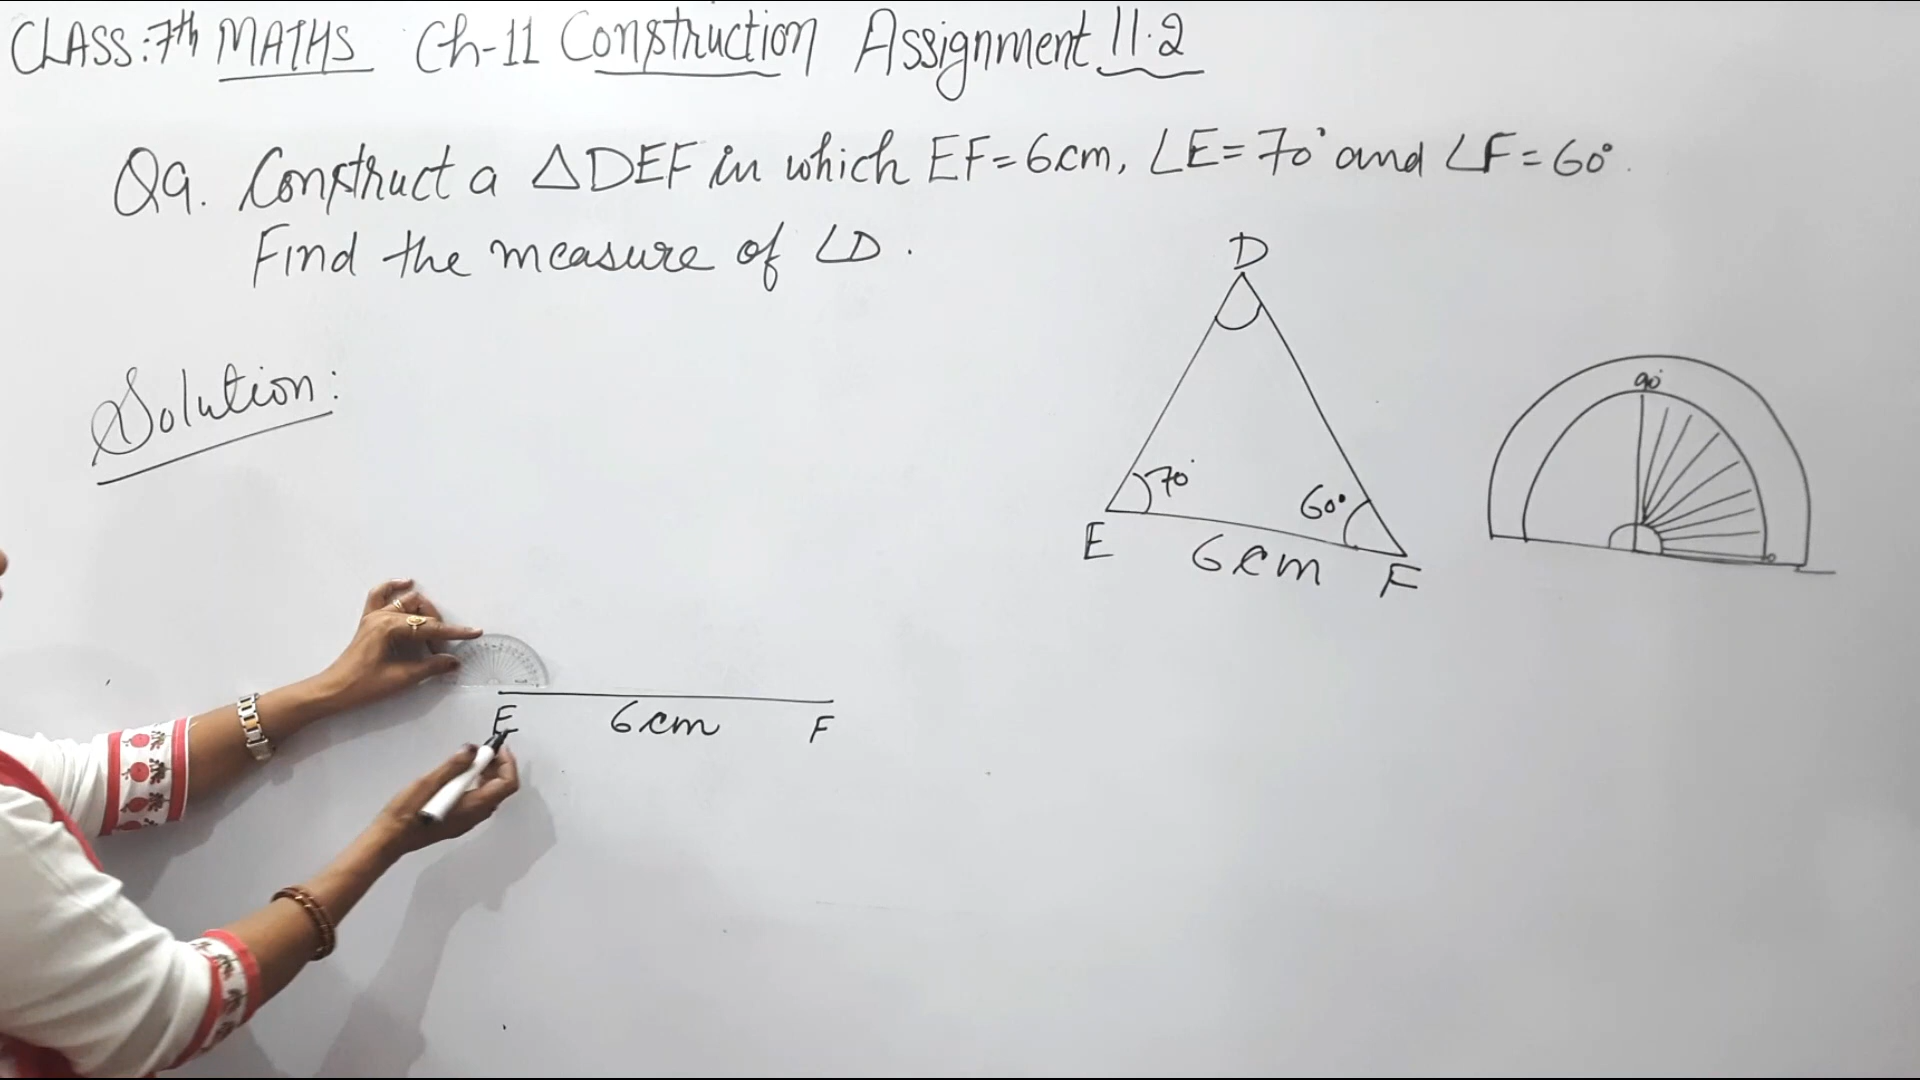 CLASS:7th MATHS Ch-11 Construction Assignment 11.2
Q9. Construct a △DEF in which EF=6cm, ∠E=70° and ∠F=60°.
Find the measure of ∠D.
D
Solution:
90°
70°
60°
E 6cm F
0
E 6cm F